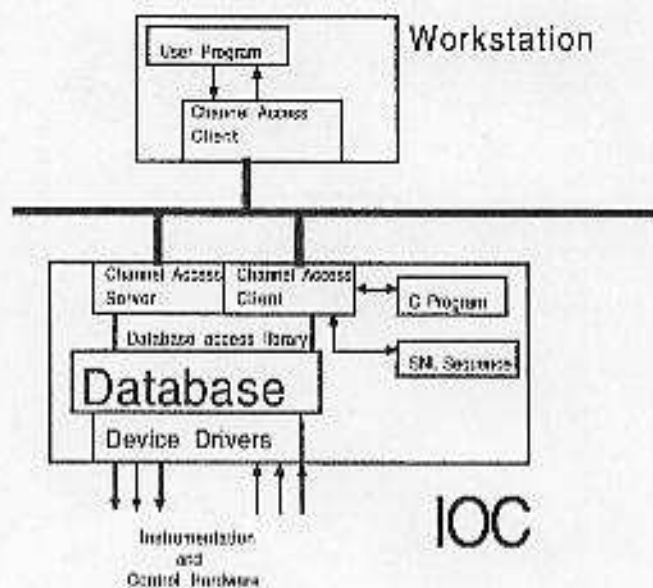 Workstation
User Program
Channel Access
Client
Channel Access
Server
Channel Access
Client
C Program
Database access library
SNL Sequence
Database
Device Drivers
IOC
Instrumentation
and
Control Hardware